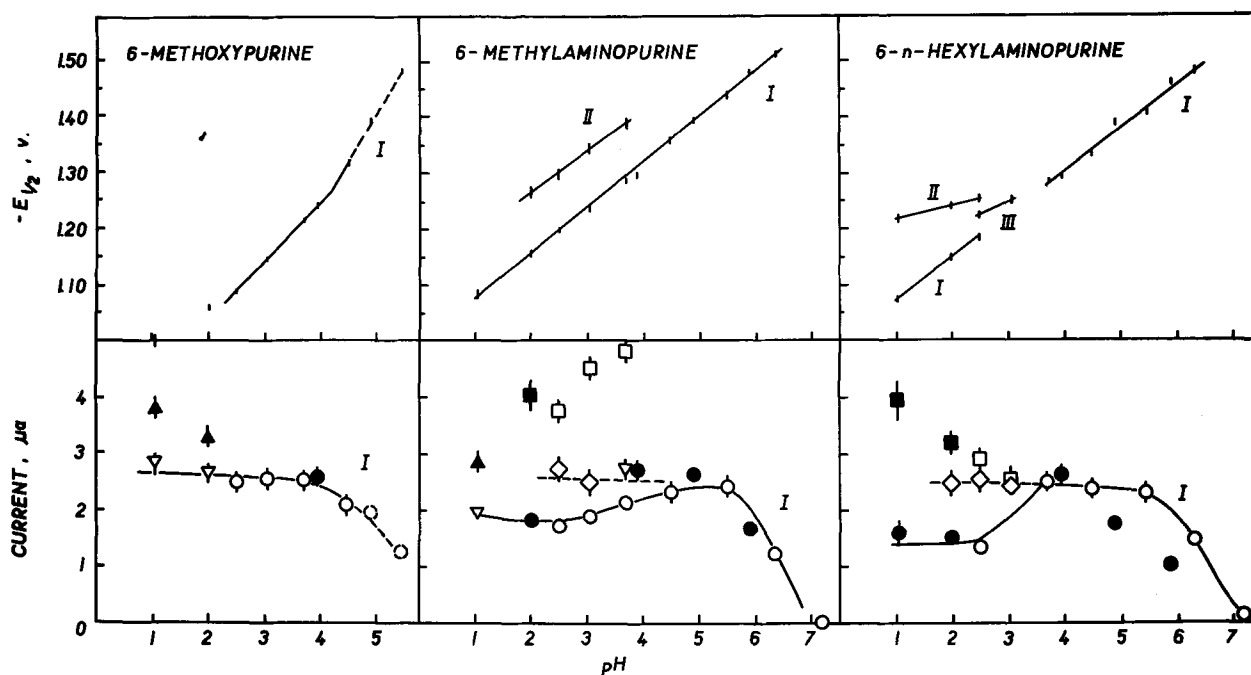 6-METHOXYPURINE
6-METHYLAMINOPURINE
6-n-HEXYLAMINOPURINE
-E1/2, v.
1.50
1.40
1.30
1.20
1.10
I
II
I
II
III
I
I
CURRENT, μa
4
3
2
1
0
I
I
I
1 2 3 4 5
1 2 3 4 5 6 7
1 2 3 4 5 6 7
pH